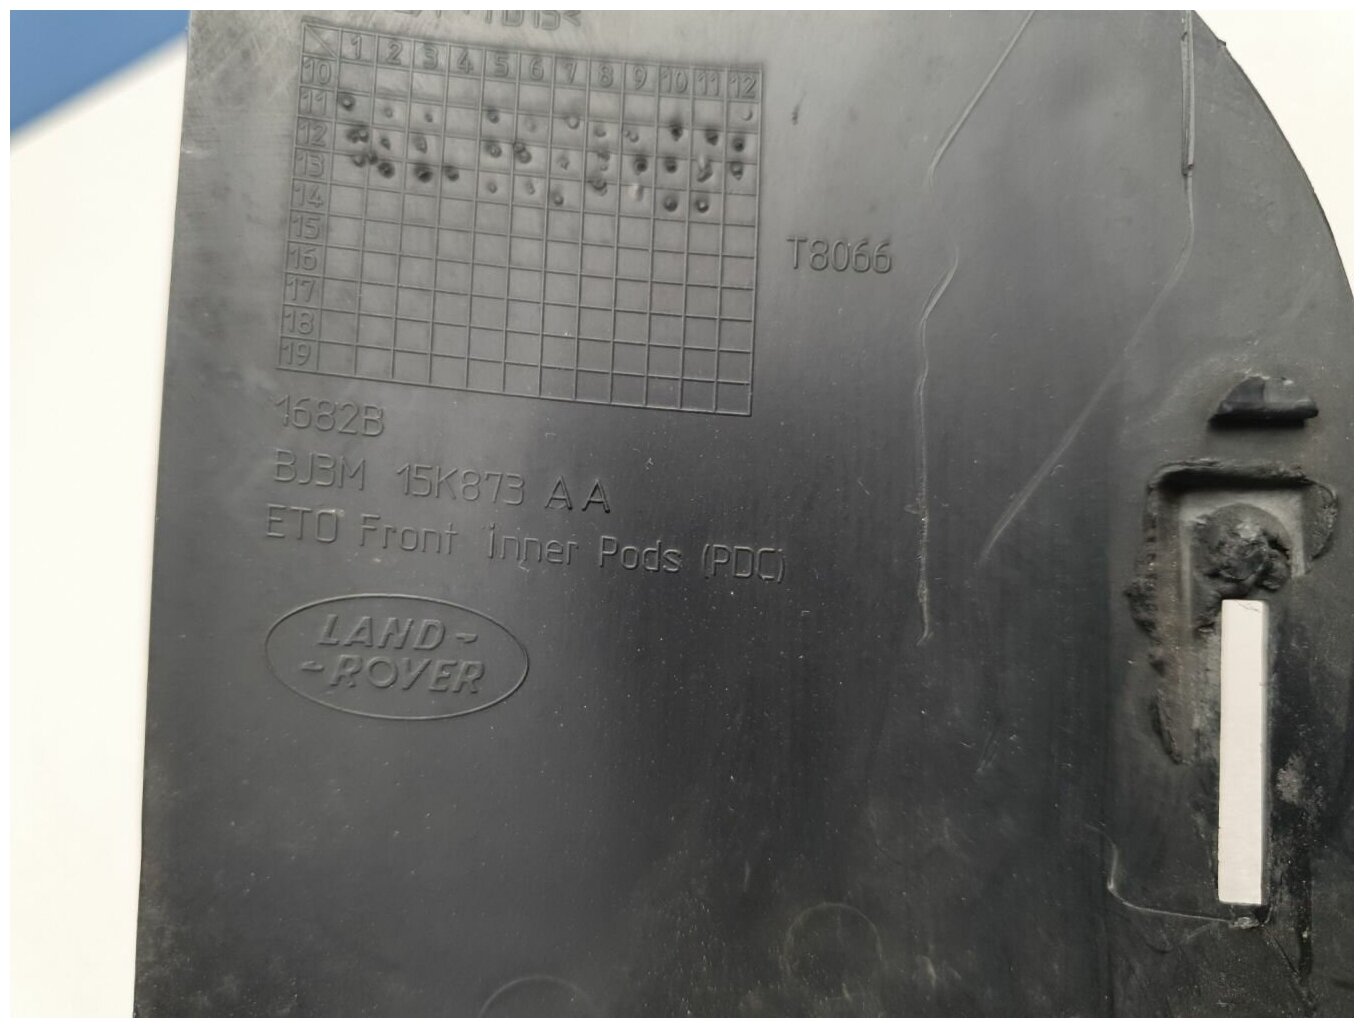 1 2 3 4 5 6 7 8 9 10 11 12
10
11
12
13
14
15
16
17
18
19
T8066
1682B
BJ3M 15K873 AA
ETO Front inner Pods (PDC)
LAND-
-ROVER